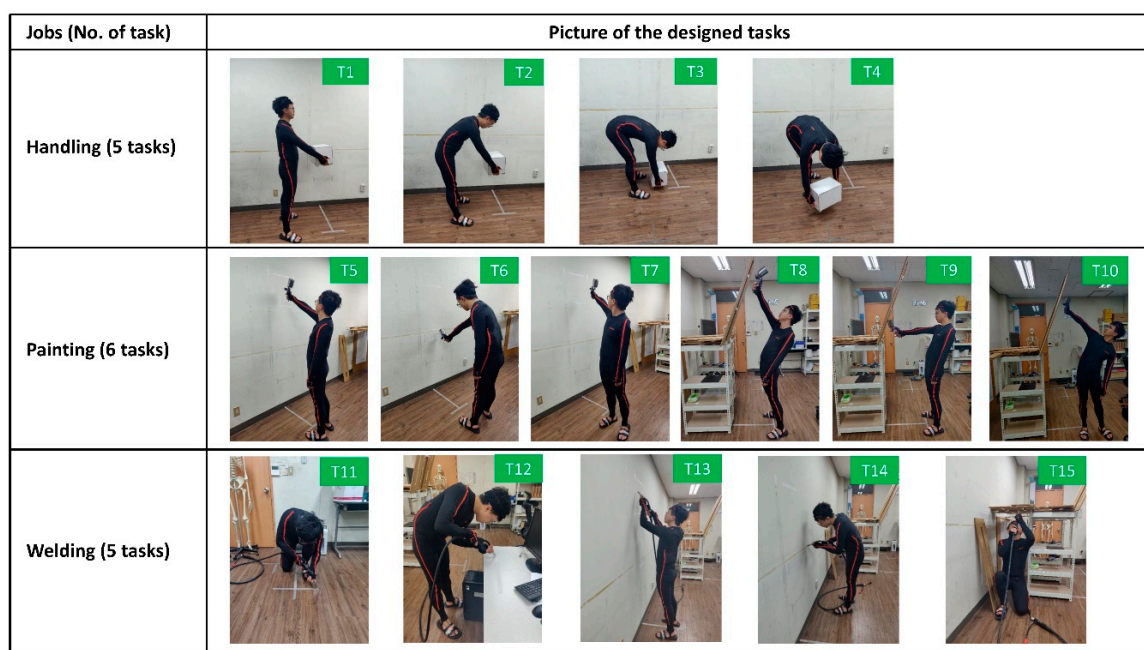 Jobs (No. of task) Picture of the designed tasks
Handling (5 tasks)
T1 T2 T3 T4
Painting (6 tasks)
T5 T6 T7 T8 T9 T10
Welding (5 tasks)
T11 T12 T13 T14 T15